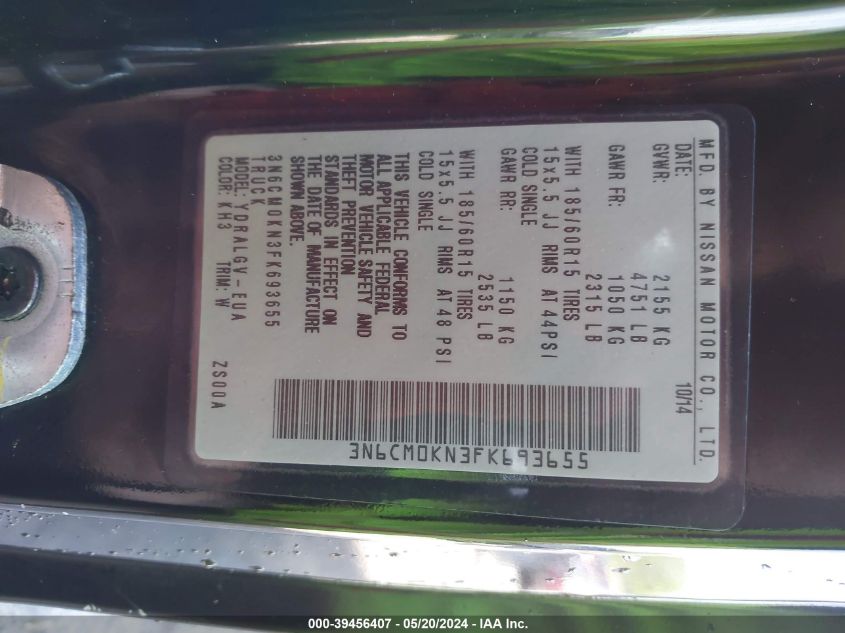 MFD. BY NISSAN MOTOR CO., LTD.
DATE: 10/14
GVWR: 2155 KG
4751 LB
GAWR FR: 1050 KG
2315 LB
WITH 185/60R15 TIRES
15x5.5 JJ RIMS AT 44PSI
COLD SINGLE
GAWR RR: 1150 KG
2535 LB
WITH 185/60R15 TIRES
15x5.5 JJ RIMS AT 48 PSI
COLD SINGLE
THIS VEHICLE CONFORMS TO
ALL APPLICABLE FEDERAL
MOTOR VEHICLE SAFETY AND
THEFT PREVENTION
STANDARDS IN EFFECT ON
THE DATE OF MANUFACTURE
SHOWN ABOVE.
3N6CM0KN3FK693655
TRUCK
MODEL: YDRALGV-EUA
COLOR: KH3 TRIM: W ZS00A
3N6CM0KN3FK693655
000-39456407 - 05/20/2024 - IAA Inc.